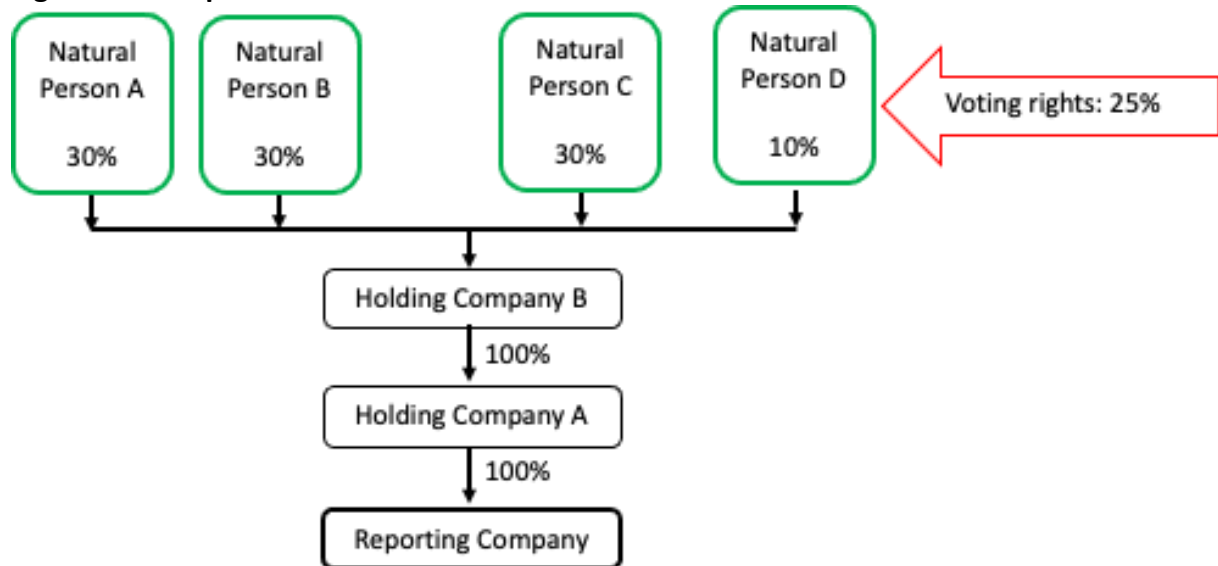 Natural
Person A
30%
Natural
Person B
30%
Natural
Person C
30%
Natural
Person D
10%
Voting rights: 25%
Holding Company B
100%
Holding Company A
100%
Reporting Company